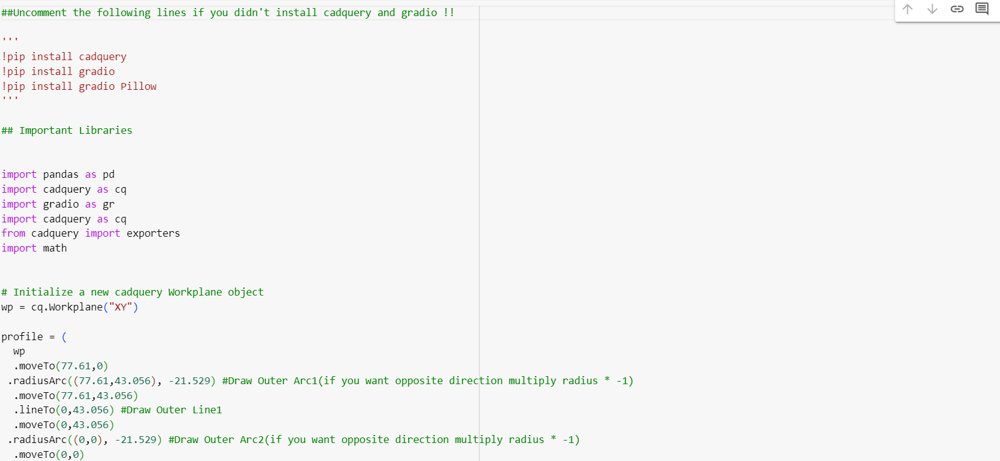 ##Uncomment the following lines if you didn't install cadquery and gradio !!
'''
!pip install cadquery
!pip install gradio
!pip install gradio Pillow
'''
## Important Libraries
import pandas as pd
import cadquery as cq
import gradio as gr
import cadquery as cq
from cadquery import exporters
import math
# Initialize a new cadquery Workplane object
wp = cq.Workplane("XY")
profile = (
  wp
  .moveTo(77.61,0)
 .radiusArc((77.61,43.056), -21.529) #Draw Outer Arc1(if you want opposite direction multiply radius * -1)
  .moveTo(77.61,43.056)
  .lineTo(0,43.056) #Draw Outer Line1
  .moveTo(0,43.056)
 .radiusArc((0,0), -21.529) #Draw Outer Arc2(if you want opposite direction multiply radius * -1)
  .moveTo(0,0)